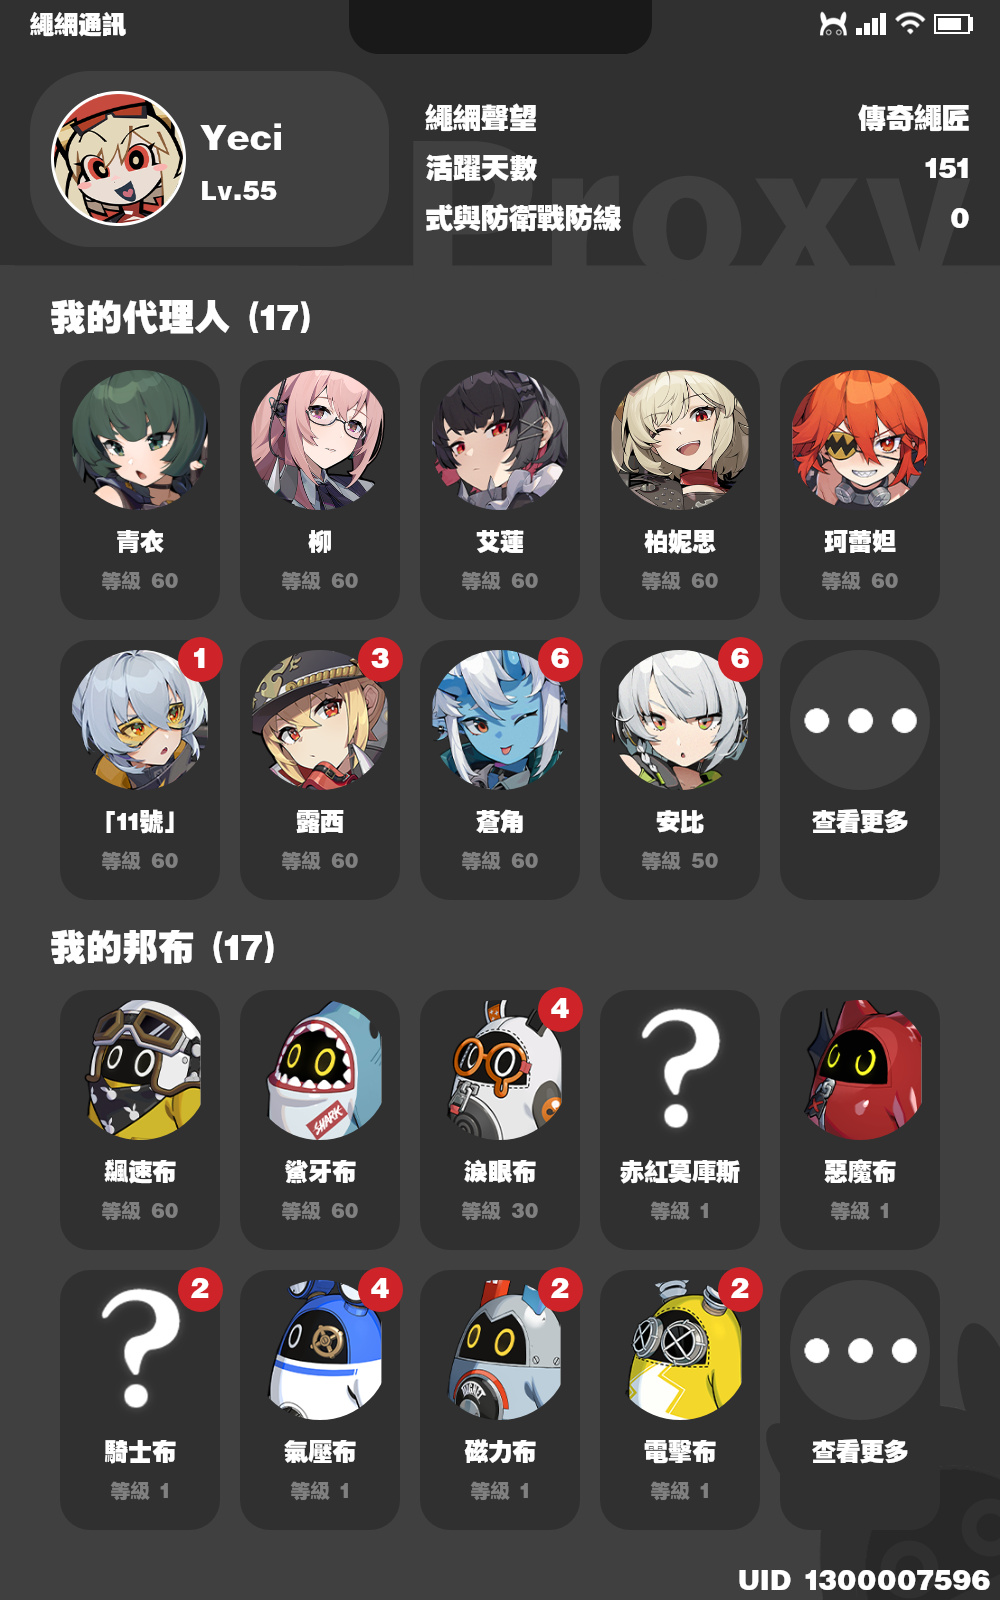 繩網通訊
Yeci
Lv.55
繩網聲望 傳奇繩匠
活躍天數 151
式輿防衛戰防線 0
Proxy
我的代理人 (17)
青衣 柳 艾蓮 柏妮思 珂蕾妲
等級 60 等級 60 等級 60 等級 60 等級 60
1 3 6 6
「11號」 露西 蒼角 安比 查看更多
等級 60 等級 60 等級 60 等級 50
我的邦布 (17)
4
SHARK
飆速布 鯊牙布 淚眼布 赤紅莫庫斯 惡魔布
等級 60 等級 60 等級 30 等級 1 等級 1
2 4 2 2
MAGNET
騎士布 氣壓布 磁力布 電擊布 查看更多
等級 1 等級 1 等級 1 等級 1
UID 1300007596